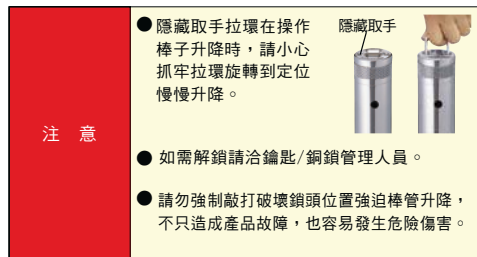 注 意
● 隱藏取手拉環在操作
棒子升降時，請小心
抓牢拉環旋轉到定位
慢慢升降。
隱藏取手
● 如需解鎖請洽鑰匙/銅鎖管理人員。
● 請勿強制敲打破壞鎖頭位置強迫棒管升降，
不只造成產品故障，也容易發生危險傷害。